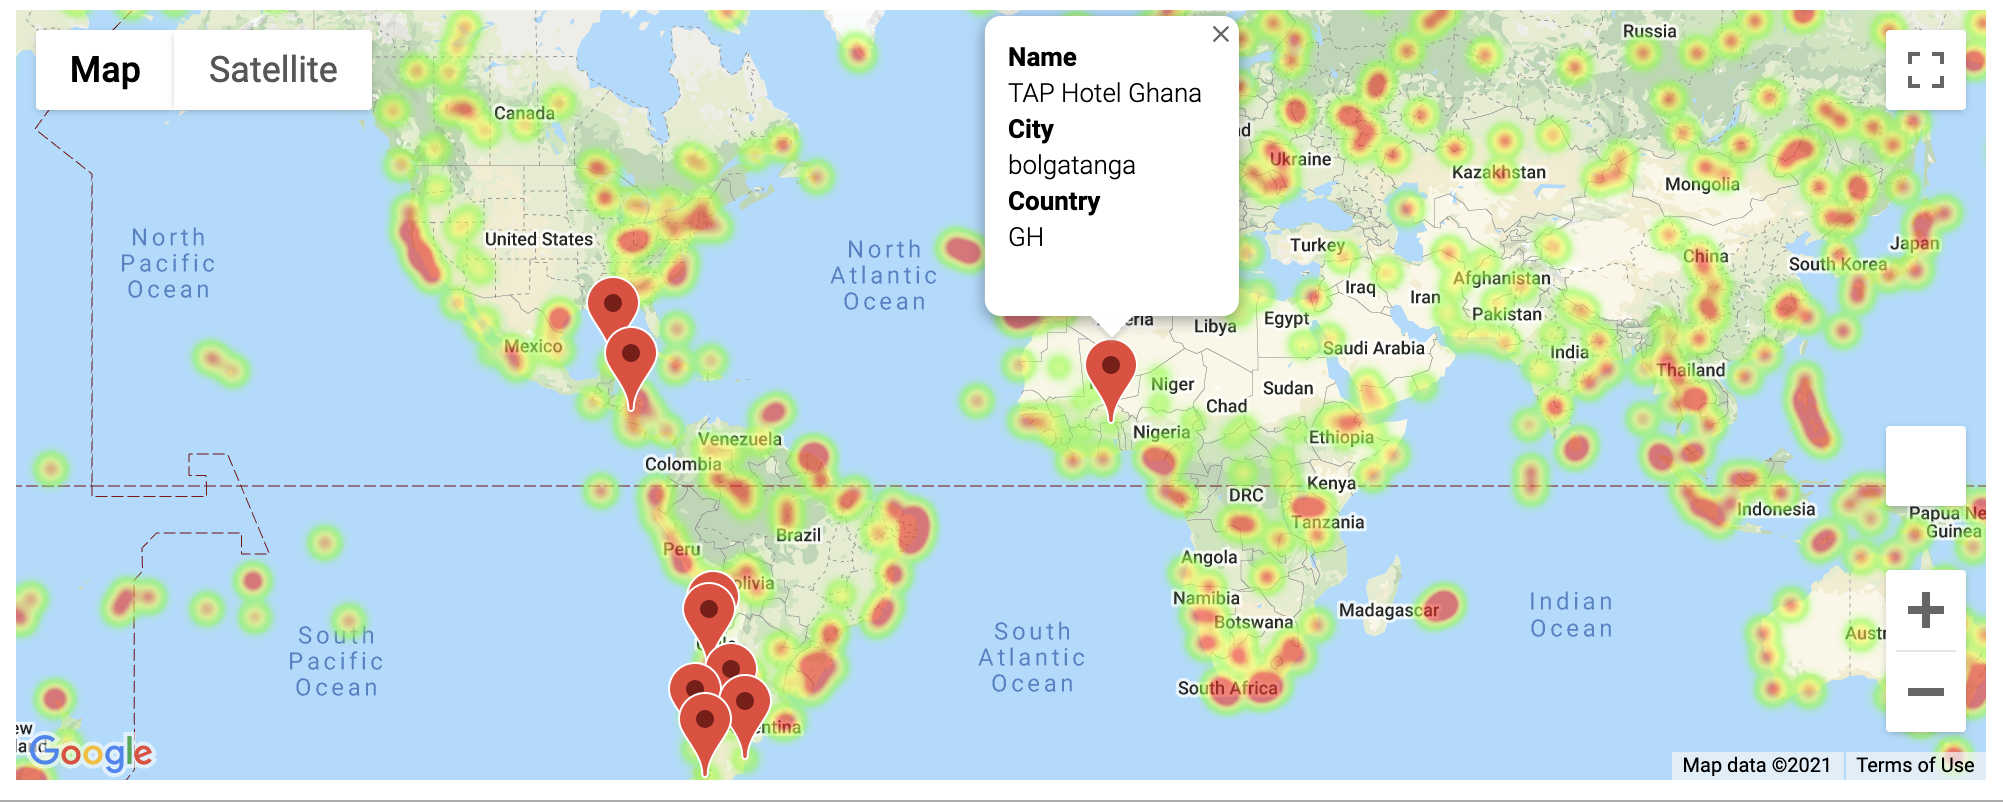 Map
Satellite
Name
TAP Hotel Ghana
City
bolgatanga
Country
GH
Russia
Canada
Ukraine
Kazakhstan
Mongolia
North
Pacific
Ocean
United States
North
Atlantic
Ocean
Turkey
China
Japan
South Korea
Afghanistan
Iraq
Iran
Pakistan
Libya
Egypt
Mexico
Saudi Arabia
India
Thailand
Niger
Sudan
Chad
Nigeria
Ethiopia
Venezuela
Colombia
Kenya
DRC
Indonesia
Papua Ne
Guinea
Tanzania
Brazil
Peru
Angola
olivia
Namibia
Botswana
Madagascar
Indian
Ocean
Austr
South
Pacific
Ocean
South
Atlantic
Ocean
South Africa
entina
ew
land
Google
Map data ©2021
Terms of Use